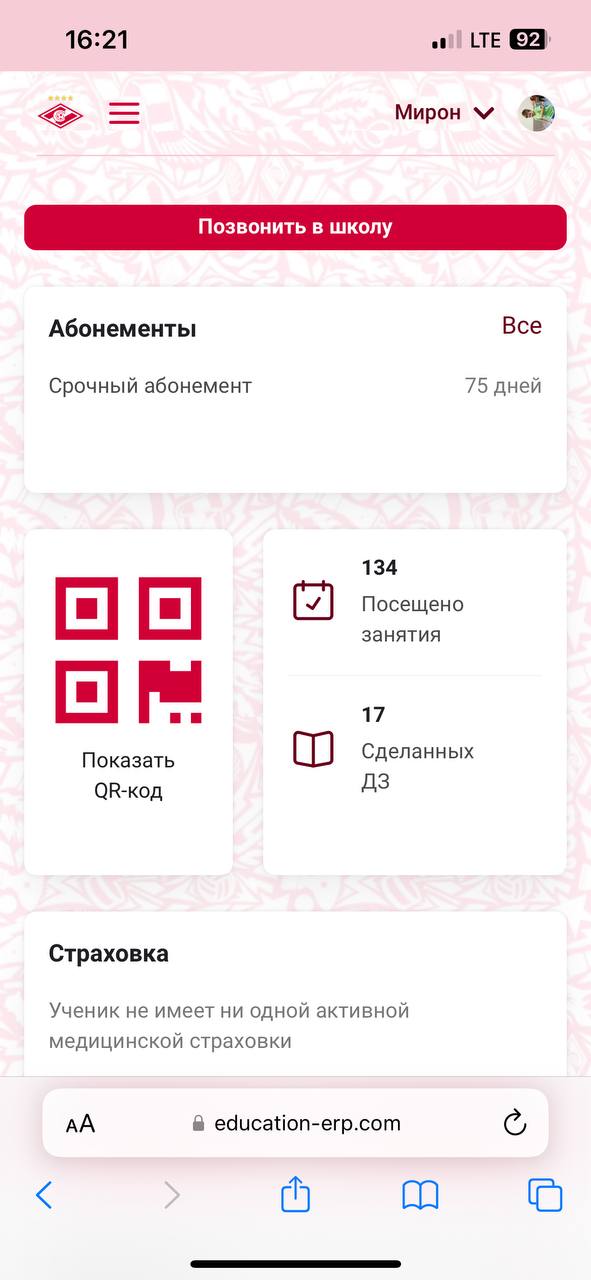 16:21
LTE 92
Мирон
Позвонить в школу
Абонементы
Все
Срочный абонемент
75 дней
Показать
QR-код
134
Посещено
занятия
17
Сделанных
ДЗ
Страховка
Ученик не имеет ни одной активной
медицинской страховки
AA education-erp.com